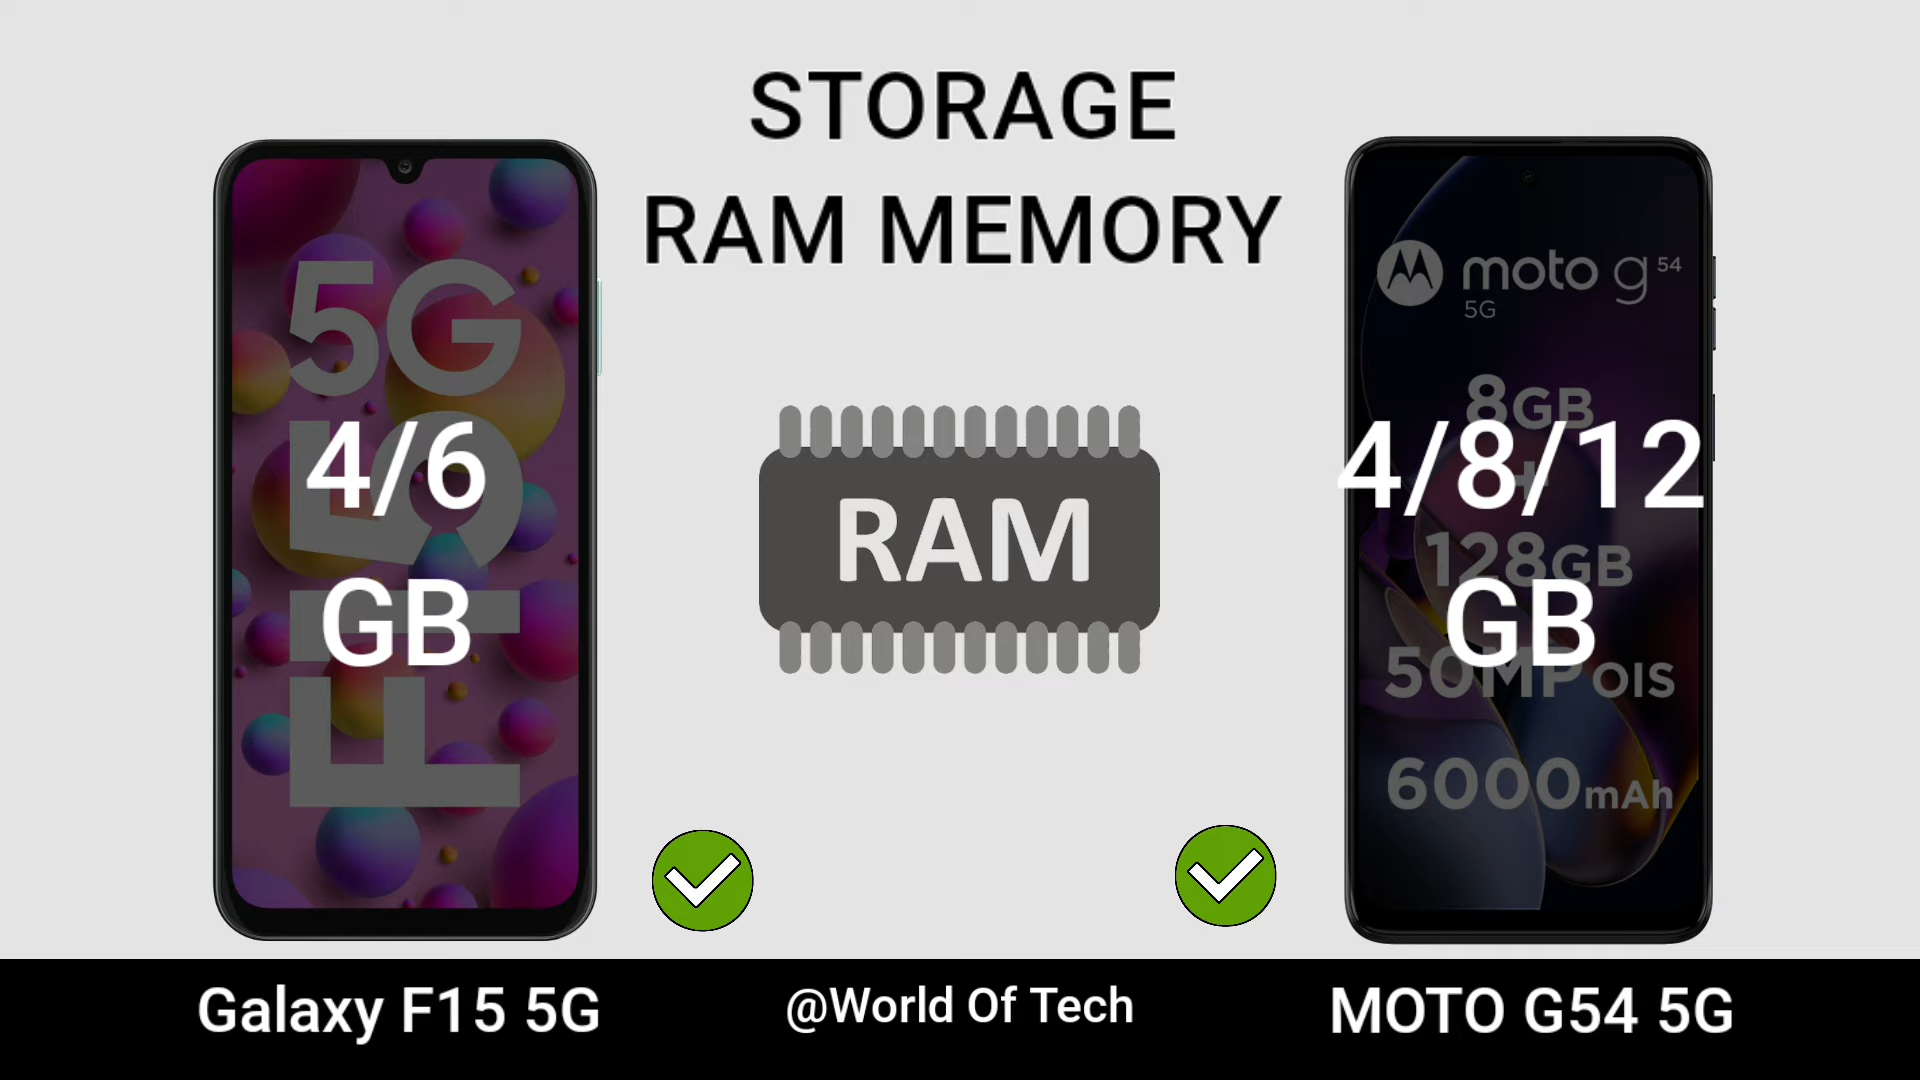 STORAGE
RAM MEMORY
5G
F15
4/6
GB
RAM
moto g 54
5G
8GB
+
4/8/12
128GB
GB
50MP OIS
6000mAh
Galaxy F15 5G
@World Of Tech
MOTO G54 5G